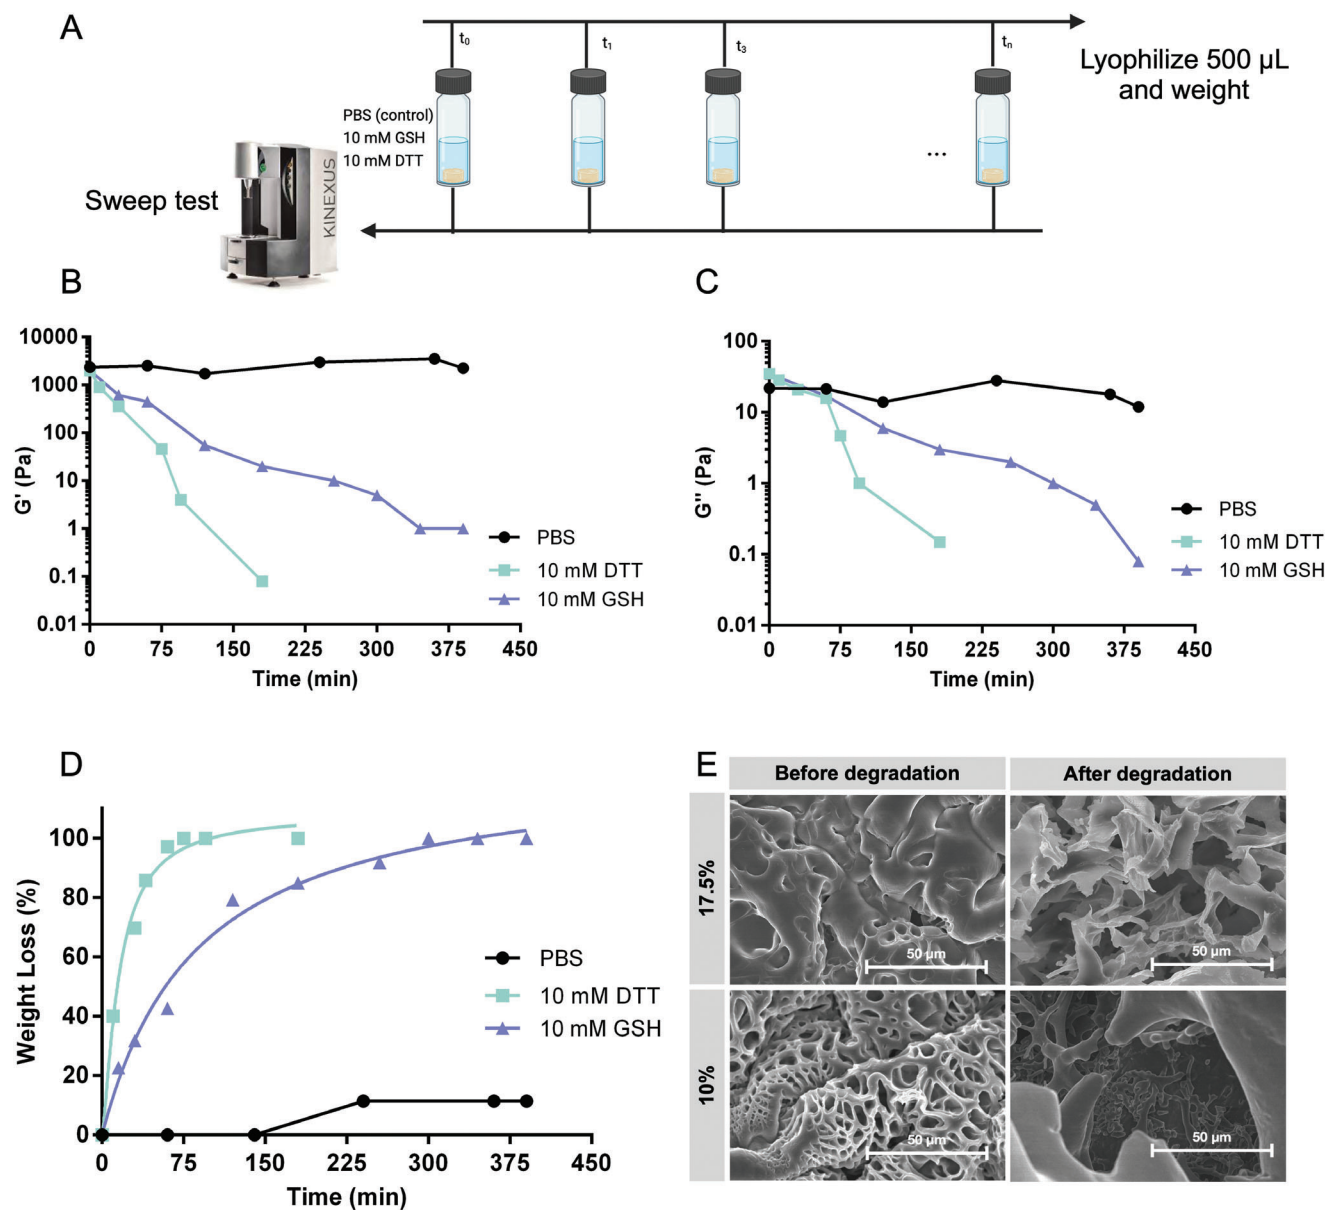 A
t0
t1
t3
tn
Lyophilize 500 µL
and weight
PBS (control)
10 mM GSH
10 mM DTT
...
KINEXUS
Sweep test
B
10000
1000
100
10
1
0.1
0.01
G' (Pa)
0 75 150 225 300 375 450
Time (min)
PBS
10 mM DTT
10 mM GSH
C
100
10
1
0.1
0.01
G'' (Pa)
0 75 150 225 300 375 450
Time (min)
PBS
10 mM DTT
10 mM GSH
D
100
80
60
40
20
0
Weight Loss (%)
0 75 150 225 300 375 450
Time (min)
PBS
10 mM DTT
10 mM GSH
E
Before degradation
After degradation
17.5%
50 µm
50 µm
10%
50 µm
50 µm